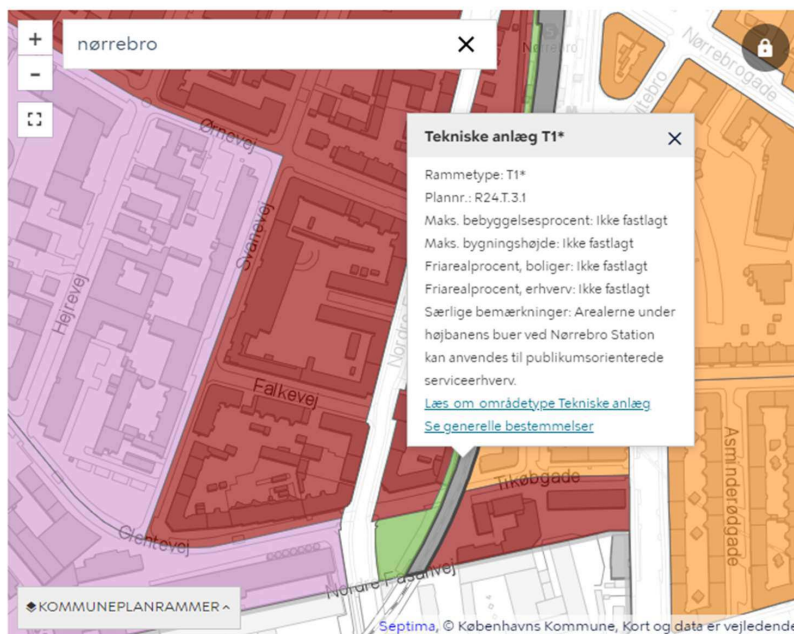 +
nørrebro
-
Nørrebro
Nørrebrogade
Ørnevej
Svanevej
Hejrevej
Falkevej
Tekniske anlæg T1*
Rammetype: T1*
Plannr.: R24.T.3.1
Maks. bebyggelsesprocent: Ikke fastlagt
Maks. bygningshøjde: Ikke fastlagt
Friarealprocent, boliger: Ikke fastlagt
Friarealprocent, erhverv: Ikke fastlagt
Særlige bemærkninger: Arealerne under
højbanens buer ved Nørrebro Station
kan anvendes til publikumsorienterede
serviceerhverv.
Læs om områdetype Tekniske anlæg
Se generelle bestemmelser
Tikøbgade
Asminderødgade
Glentevej
Nordre Fasanvej
KOMMUNEPLANRAMMER
Septima, © Københavns Kommune, Kort og data er vejledende